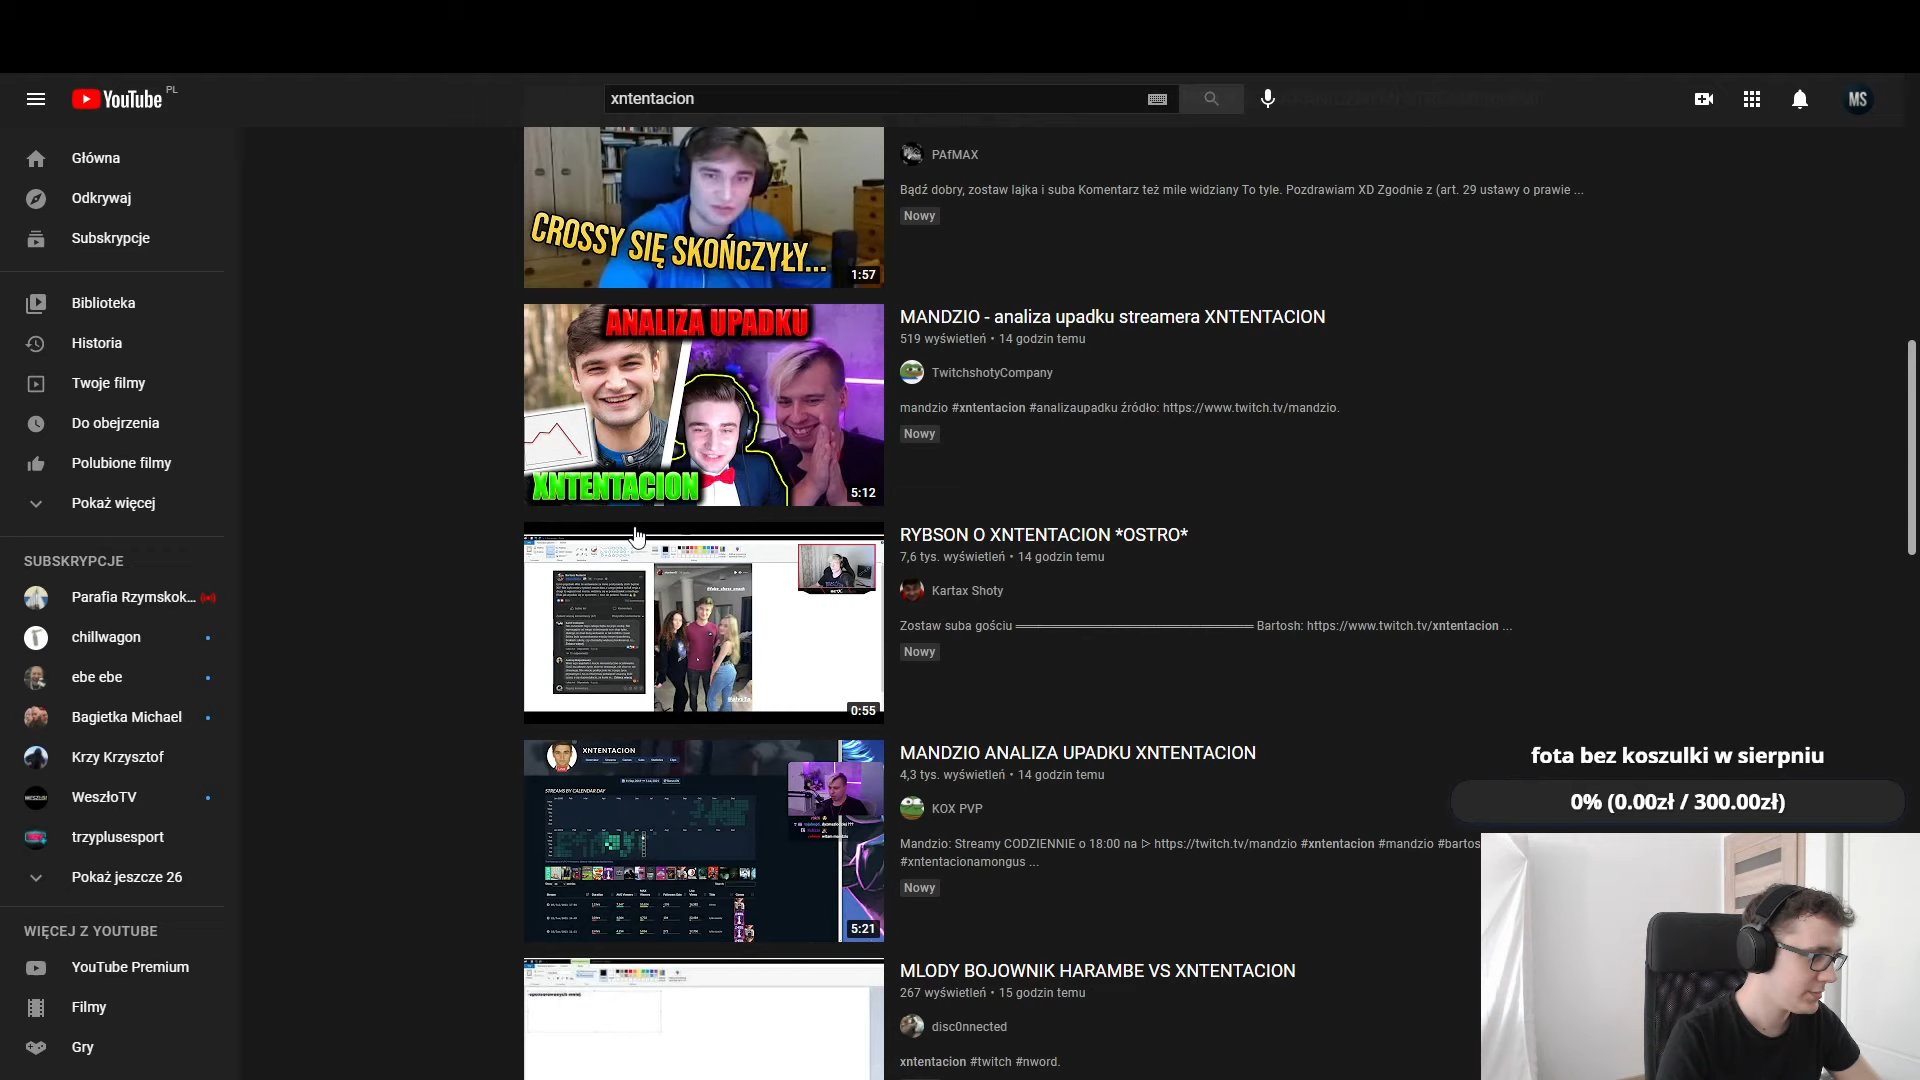 YouTube PL
xntentacion
MS
Główna
Odkrywaj
Subskrypcje
Biblioteka
Historia
Twoje filmy
Do obejrzenia
Polubione filmy
Pokaż więcej
SUBSKRYPCJE
Parafia Rzymskok...
chillwagon
ebe ebe
Bagietka Michael
Krzy Krzysztof
WeszłoTV
trzyplusesport
Pokaż jeszcze 26
WIĘCEJ Z YOUTUBE
YouTube Premium
Filmy
Gry
CROSSY SIĘ SKOŃCZYŁY...
1:57
PAfMAX
Bądź dobry, zostaw lajka i suba Komentarz też mile widziany To tyle. Pozdrawiam XD Zgodnie z (art. 29 ustawy o prawie ...
Nowy
ANALIZA UPADKU
XNTENTACION
5:12
MANDZIO - analiza upadku streamera XNTENTACION
519 wyświetleń • 14 godzin temu
TwitchshotyCompany
mandzio #xntentacion #analizaupadku źródło: https://www.twitch.tv/mandzio.
Nowy
0:55
RYBSON O XNTENTACION *OSTRO*
7,6 tys. wyświetleń • 14 godzin temu
Kartax Shoty
Zostaw suba gościu ═══════════════════════════ Bartosh: https://www.twitch.tv/xntentacion ...
Nowy
XNTENTACION
STREAMS BY CALENDAR DAY
5:21
MANDZIO ANALIZA UPADKU XNTENTACION
4,3 tys. wyświetleń • 14 godzin temu
KOX PVP
Mandzio: Streamy CODZIENNIE o 18:00 na ▷ https://twitch.tv/mandzio #xntentacion #mandzio #bartos
#xntentacionamongus ...
Nowy
MLODY BOJOWNIK HARAMBE VS XNTENTACION
267 wyświetleń • 15 godzin temu
disc0nnected
xntentacion #twitch #nword.
fota bez koszulki w sierpniu
0% (0.00zł / 300.00zł)